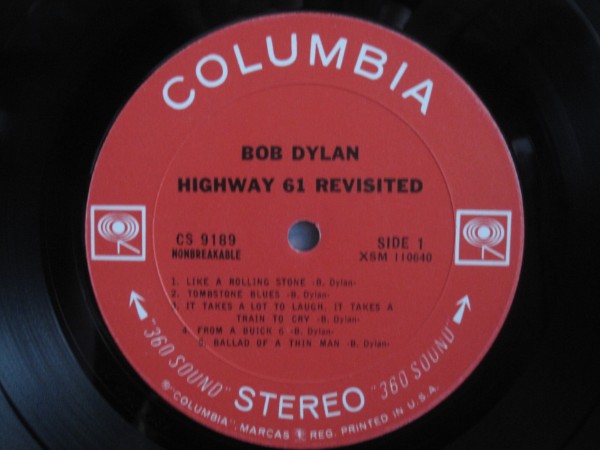 COLUMBIA
BOB DYLAN
HIGHWAY 61 REVISITED
CS 9189
NONBREAKABLE
SIDE 1
XSM 110640
1. LIKE A ROLLING STONE -B. Dylan-
2. TOMBSTONE BLUES -B. Dylan-
3. IT TAKES A LOT TO LAUGH, IT TAKES A
TRAIN TO CRY -B. Dylan-
4. FROM A BUICK 6 -B. Dylan-
5. BALLAD OF A THIN MAN -B. Dylan-
"360 SOUND" STEREO "360 SOUND"
® "COLUMBIA", MARCAS REG. PRINTED IN U.S.A.